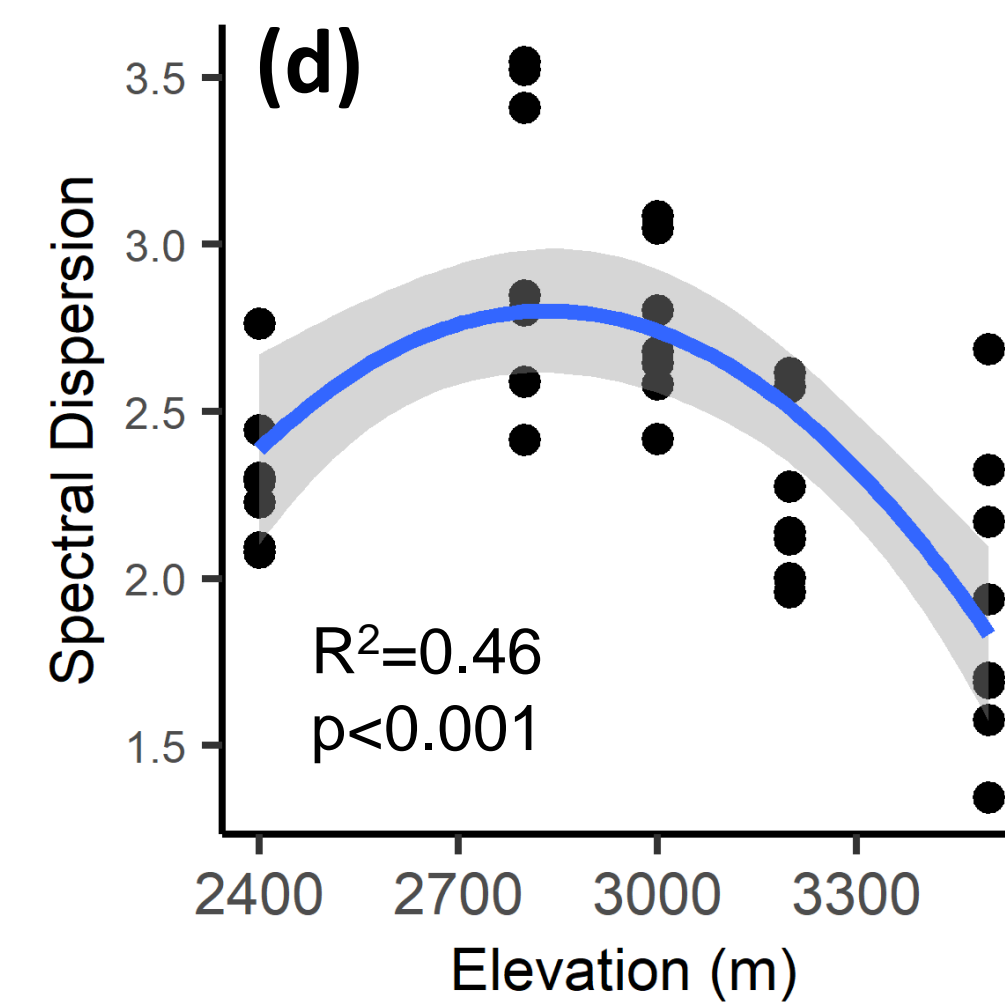 (d)
3.5
3.0
2.5
2.0
1.5
Spectral Dispersion
R²=0.46
p<0.001
2400 2700 3000 3300
Elevation (m)